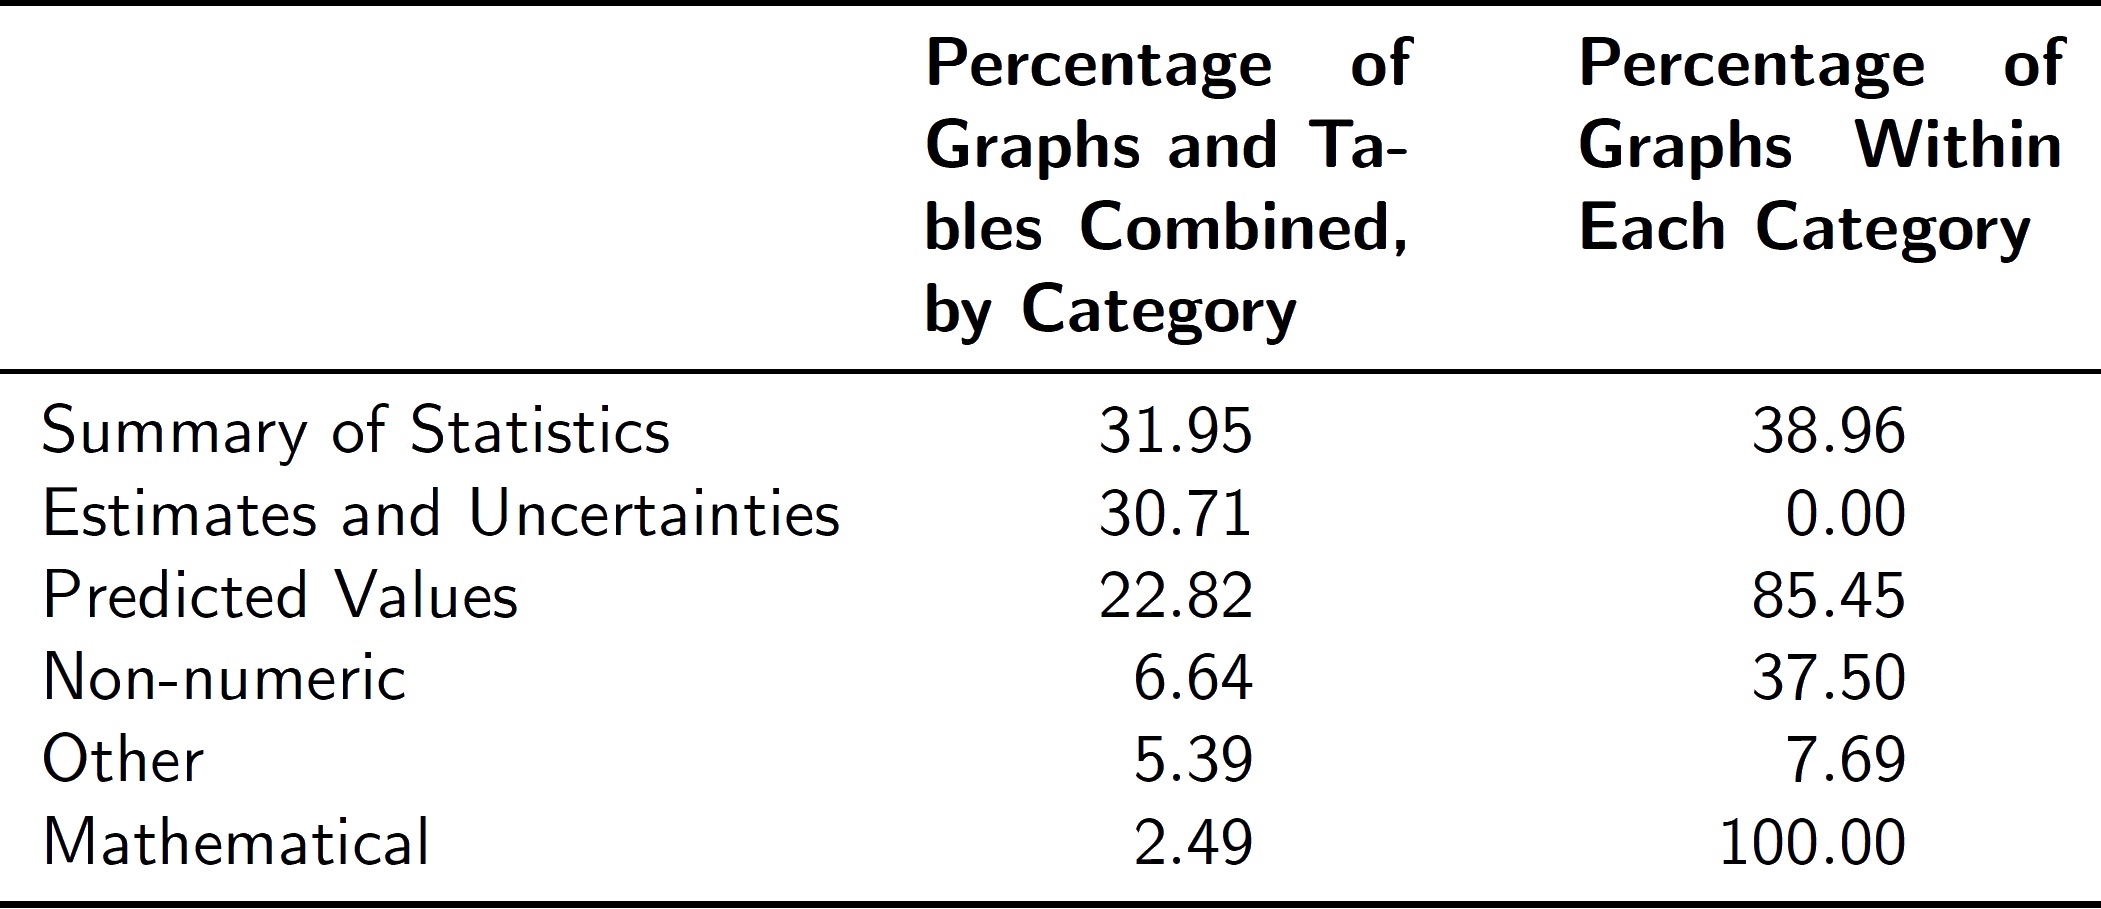 Percentage of Graphs and Ta-
bles Combined, by Category
Percentage of Graphs Within Each Category
Summary of Statistics 31.95 38.96
Estimates and Uncertainties 30.71 0.00
Predicted Values 22.82 85.45
Non-numeric 6.64 37.50
Other 5.39 7.69
Mathematical 2.49 100.00